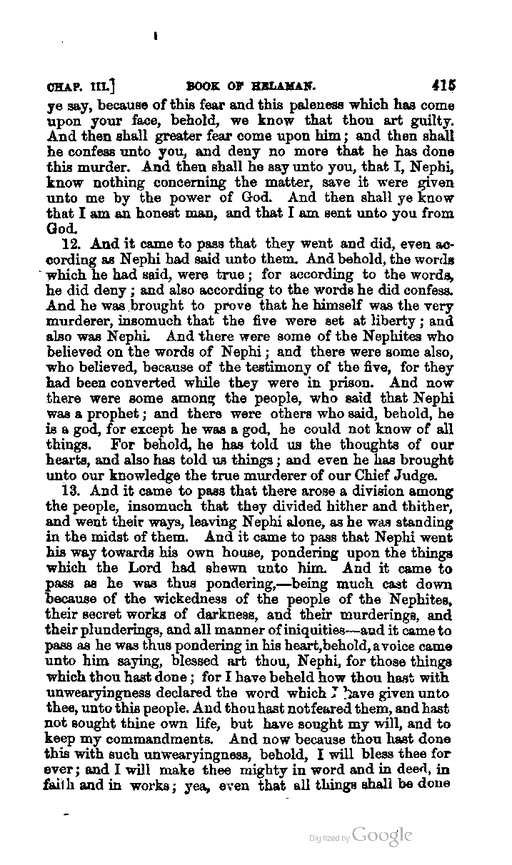 CHAP. III.] BOOK OF HELAMAN. 415
ye say, because of this fear and this paleness which has come
upon your face, behold, we know that thou art guilty.
And then shall greater fear come upon him; and then shall
he confess unto you, and deny no more that he has done
this murder. And then shall he say unto you, that I, Nephi,
know nothing concerning the matter, save it were given
unto me by the power of God. And then shall ye know
that I am an honest man, and that I am sent unto you from
God.
12. And it came to pass that they went and did, even ac-
cording as Nephi had said unto them. And behold, the words
which he had said, were true; for according to the words,
he did deny; and also according to the words he did confess.
And he was brought to prove that he himself was the very
murderer, insomuch that the five were set at liberty; and
also was Nephi. And there were some of the Nephites who
believed on the words of Nephi; and there were some also,
who believed, because of the testimony of the five, for they
had been converted while they were in prison. And now
there were some among the people, who said that Nephi
was a prophet; and there were others who said, behold, he
is a god, for except he was a god, he could not know of all
things. For behold, he has told us the thoughts of our
hearts, and also has told us things; and even he has brought
unto our knowledge the true murderer of our Chief Judge.
13. And it came to pass that there arose a division among
the people, insomuch that they divided hither and thither,
and went their ways, leaving Nephi alone, as he was standing
in the midst of them. And it came to pass that Nephi went
his way towards his own house, pondering upon the things
which the Lord had shewn unto him. And it came to
pass as he was thus pondering,—being much cast down
because of the wickedness of the people of the Nephites,
their secret works of darkness, and their murderings, and
their plunderings, and all manner of iniquities—and it came to
pass as he was thus pondering in his heart, behold, a voice came
unto him saying, blessed art thou, Nephi, for those things
which thou hast done; for I have beheld how thou hast with
unwearyingness declared the word which I have given unto
thee, unto this people. And thou hast not feared them, and hast
not sought thine own life, but have sought my will, and to
keep my commandments. And now because thou hast done
this with such unwearyingness, behold, I will bless thee for
ever; and I will make thee mighty in word and in deed, in
faith and in works; yea, even that all things shall be done
Digitized by Google